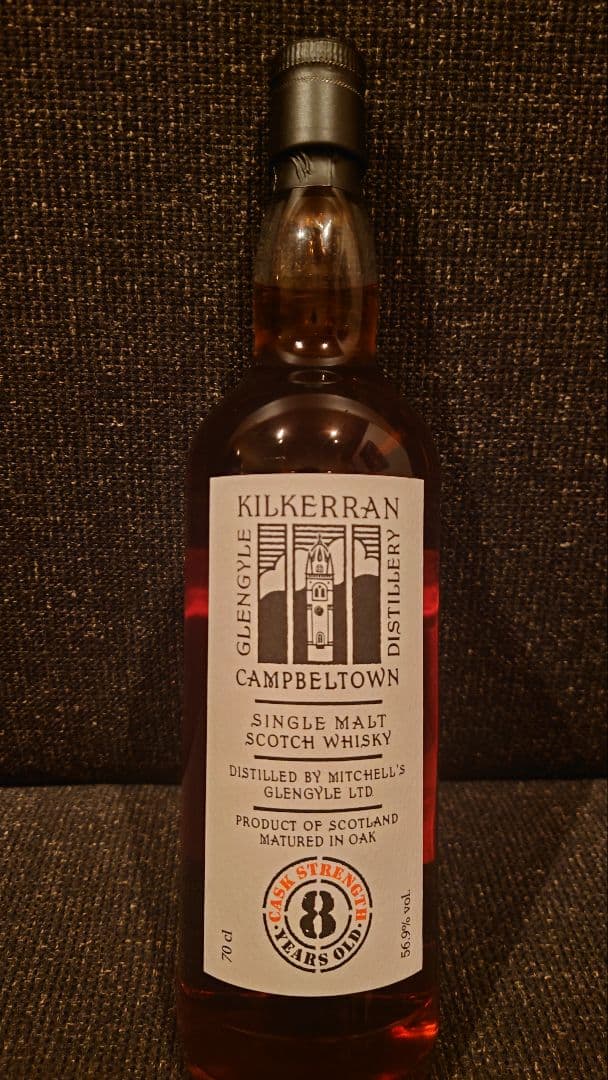 KILKERRAN
GLENGYLE
DISTILLERY
CAMPBELTOWN
SINGLE MALT
SCOTCH WHISKY
DISTILLED BY MITCHELL'S
GLENGYLE LTD
PRODUCT OF SCOTLAND
MATURED IN OAK
CASK STRENGTH
8
YEARS OLD
70 cl
56.9% vol.